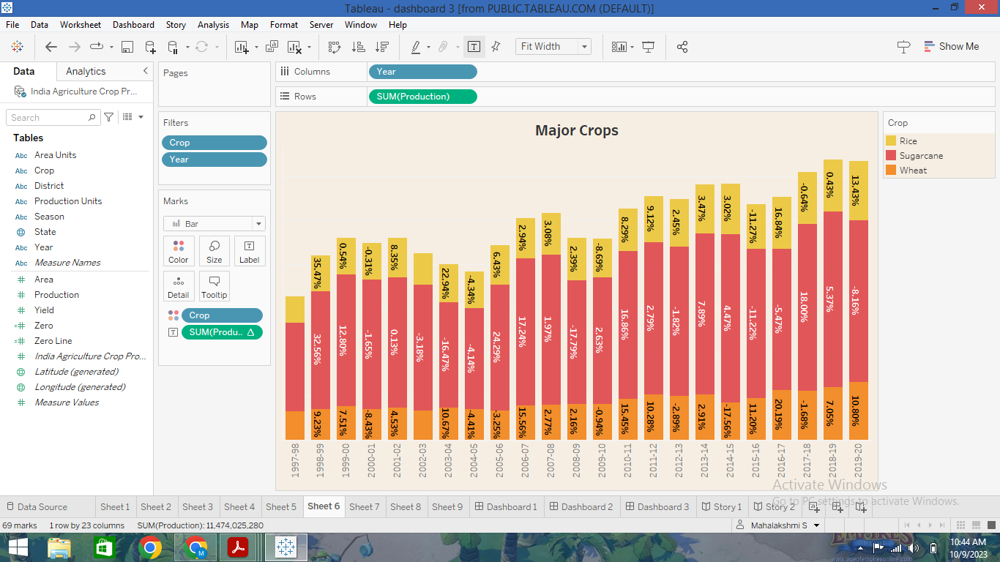 Tableau - dashboard 3 [from PUBLIC.TABLEAU.COM (DEFAULT)]
File Data Worksheet Dashboard Story Analysis Map Format Server Window Help
Fit Width
Show Me
Data Analytics
India Agriculture Crop Pr...
Search
Tables
Abc Area Units
Abc Crop
Abc District
Abc Production Units
Abc Season
State
Abc Year
Abc Measure Names
Area
Production
Yield
Zero
Zero Line
India Agriculture Crop Pro...
Latitude (generated)
Longitude (generated)
Measure Values
Pages
Filters
Crop
Year
Marks
Bar
Color Size Label
Detail Tooltip
Crop
SUM(Produ..
Columns Year
Rows SUM(Production)
Major Crops
35.47% 0.54% -0.31% 8.35% 22.94% -4.34% 6.43% 2.94% 3.08% 2.39% -8.69% 8.29% 9.12% 2.45% 3.47% 3.02% -11.27% 16.84% -0.64% 0.43% 13.43%
32.56% 12.80% -1.65% 0.13% -3.18% -16.47% -4.14% 24.29% 17.24% 1.97% -17.79% 2.63% 16.86% 2.79% -1.82% 7.89% 4.47% -11.22% -5.47% 18.00% 5.37% -8.16%
9.23% 7.51% -8.43% 4.53% 10.67% -4.41% -3.25% 15.56% 2.77% 2.16% -0.94% 15.45% 10.28% -2.89% 2.91% -17.56% 11.20% 20.19% -1.68% 7.05% 10.80%
1997-98 1998-99 1999-00 2000-01 2001-02 2002-03 2003-04 2004-05 2005-06 2006-07 2007-08 2008-09 2009-10 2010-11 2011-12 2012-13 2013-14 2014-15 2015-16 2016-17 2017-18 2018-19 2019-20
Crop
Rice
Sugarcane
Wheat
Activate Windows
Go to PC settings to activate Windows.
Data Source Sheet 1 Sheet 2 Sheet 3 Sheet 4 Sheet 5 Sheet 6 Sheet 7 Sheet 8 Sheet 9 Dashboard 1 Dashboard 2 Dashboard 3 Story 1 Story 2
69 marks 1 row by 23 columns SUM(Production): 11,474,025,280
Mahalakshmi S
10:44 AM
www.ageofempiresonline.com
10/9/2023